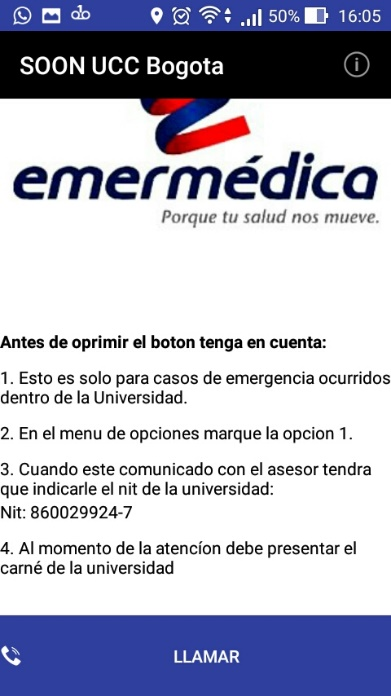 50% 16:05
SOON UCC Bogota
emermédica
Porque tu salud nos mueve.
Antes de oprimir el boton tenga en cuenta:
1. Esto es solo para casos de emergencia ocurridos
dentro de la Universidad.
2. En el menu de opciones marque la opcion 1.
3. Cuando este comunicado con el asesor tendra
que indicarle el nit de la universidad:
Nit: 860029924-7
4. Al momento de la atencíon debe presentar el
carné de la universidad
LLAMAR